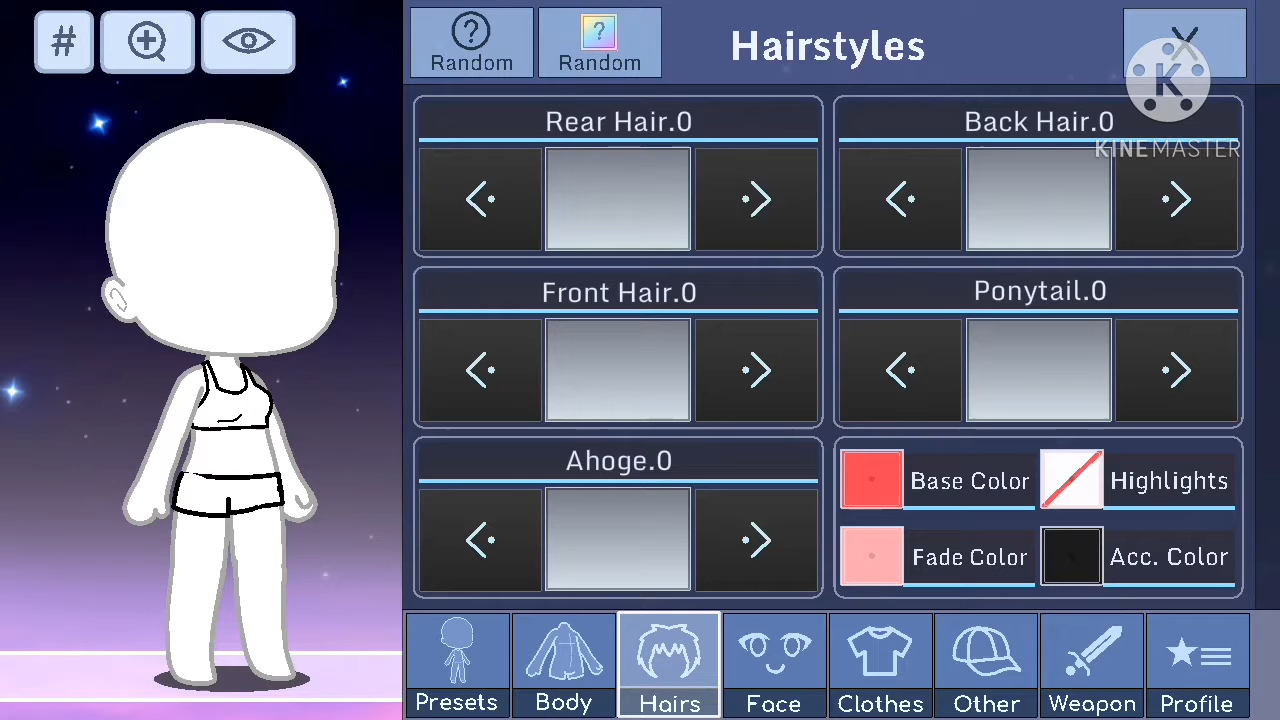 #
? Random
? Random
Hairstyles
X
K
KINEMASTER
Rear Hair.0
Back Hair.0
Front Hair.0
Ponytail.0
Ahoge.0
Base Color
Highlights
Fade Color
Acc. Color
Presets
Body
Hairs
Face
Clothes
Other
Weapon
Profile